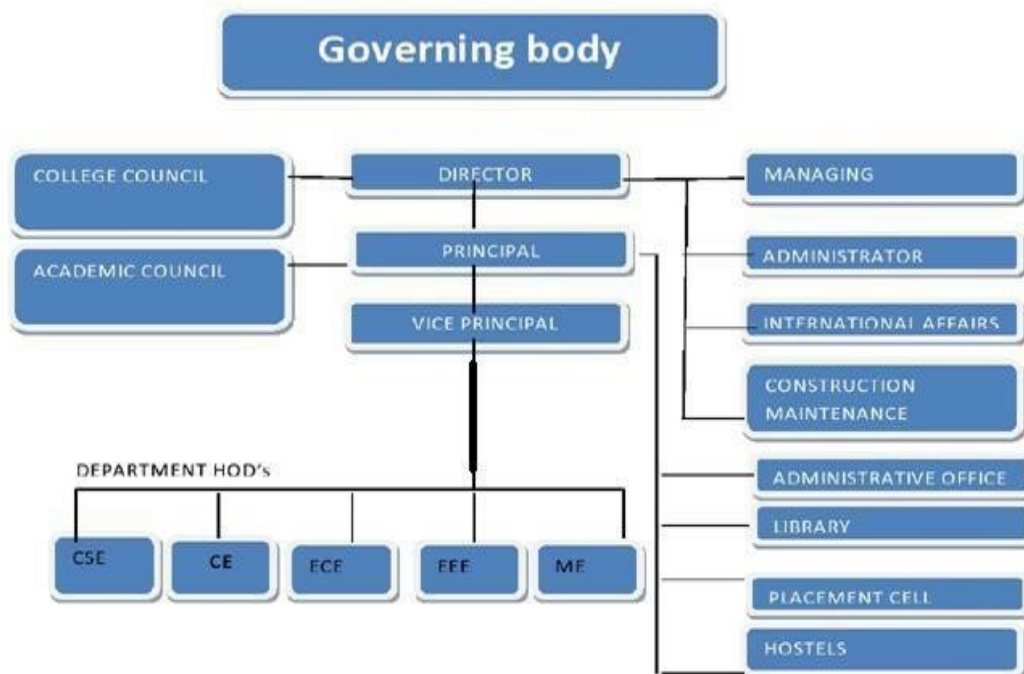 Governing body
COLLEGE COUNCIL
DIRECTOR
MANAGING
ACADEMIC COUNCIL
PRINCIPAL
ADMINISTRATOR
VICE PRINCIPAL
INTERNATIONAL AFFAIRS
CONSTRUCTION
MAINTENANCE
DEPARTMENT HOD's
ADMINISTRATIVE OFFICE
LIBRARY
CSE
CE
ECE
EEE
ME
PLACEMENT CELL
HOSTELS